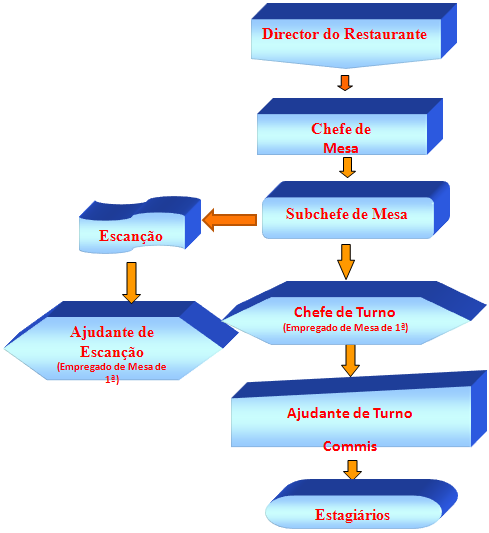 Director do Restaurante
Chefe de
Mesa
Subchefe de Mesa
Escanção
Chefe de Turno
(Empregado de Mesa de 1ª)
Ajudante de
Escanção
(Empregado de Mesa de
1ª)
Ajudante de Turno
Commis
Estagiários